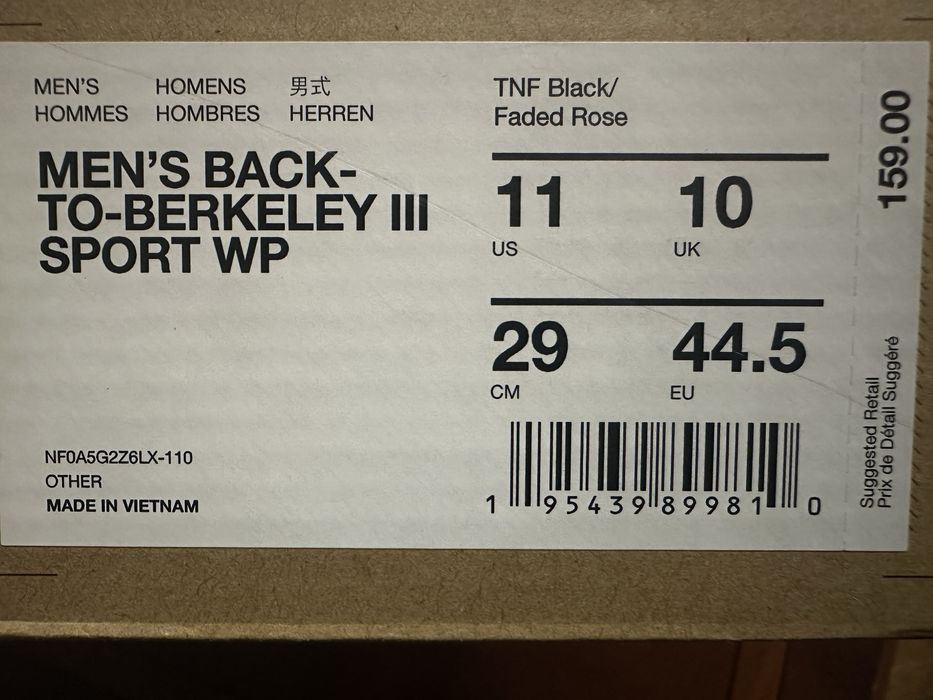 MEN'S HOMENS 男式
HOMMES HOMBRES HERREN
MEN'S BACK-
TO-BERKELEY III
SPORT WP
NF0A5G2Z6LX-110
OTHER
MADE IN VIETNAM
TNF Black/
Faded Rose
11 10
US UK
29 44.5
CM EU
1 95439 89981 0
159.00
Suggested Retail
Prix de Détail Suggéré